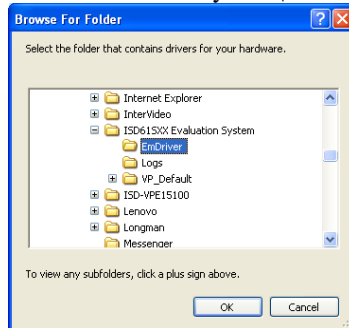 Browse For Folder
Select the folder that contains drivers for your hardware.
Internet Explorer
InterVideo
ISD61SXX Evaluation System
EmDriver
Logs
VP_Default
ISD-VPE15100
Lenovo
Longman
Messenger
To view any subfolders, click a plus sign above.
OK
Cancel